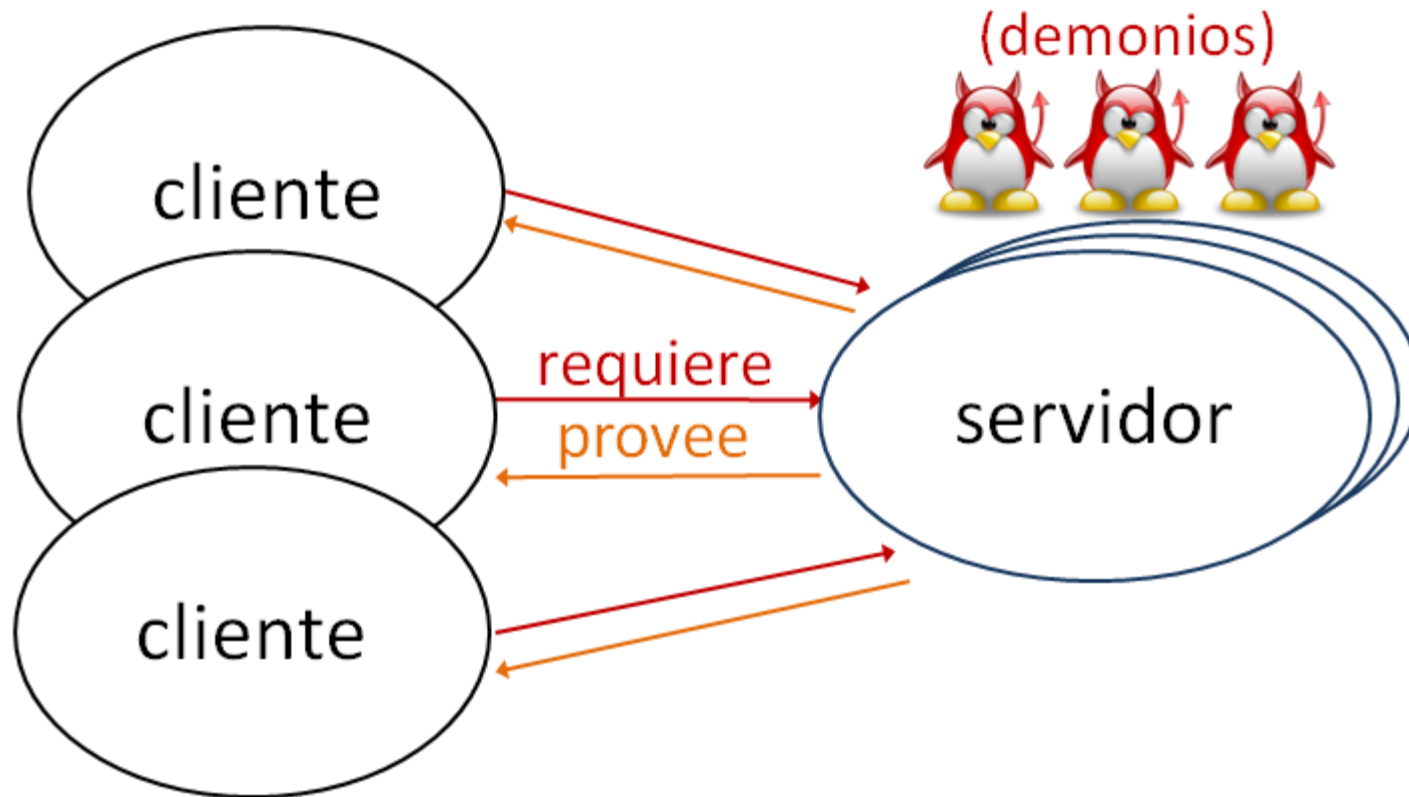 (demonios)
cliente
cliente
cliente
requiere
provee
servidor